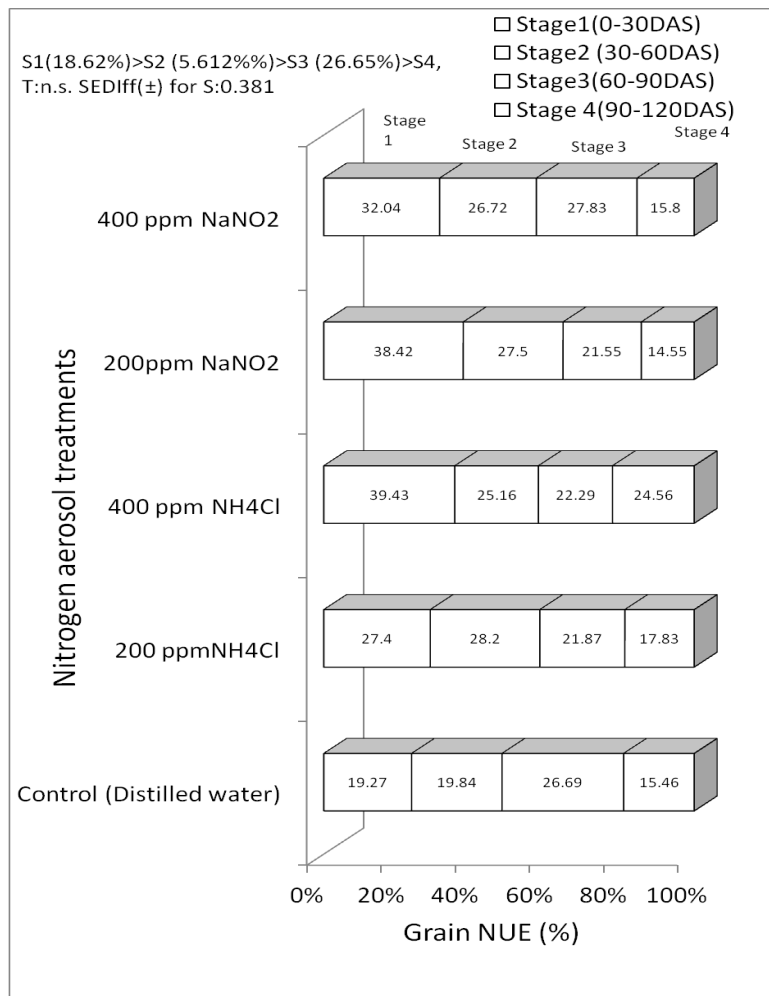 S1(18.62%)>S2 (5.612%%)>S3 (26.65%)>S4,
T:n.s. SEDIff(±) for S:0.381
☐ Stage1(0-30DAS)
☐ Stage2 (30-60DAS)
☐ Stage3(60-90DAS)
☐ Stage 4(90-120DAS)
Stage
1
Stage 2
Stage 3
Stage 4
Nitrogen aerosol treatments
400 ppm NaNO2
32.04 26.72 27.83 15.8
200ppm NaNO2
38.42 27.5 21.55 14.55
400 ppm NH4Cl
39.43 25.16 22.29 24.56
200 ppmNH4Cl
27.4 28.2 21.87 17.83
Control (Distilled water)
19.27 19.84 26.69 15.46
0% 20% 40% 60% 80% 100%
Grain NUE (%)